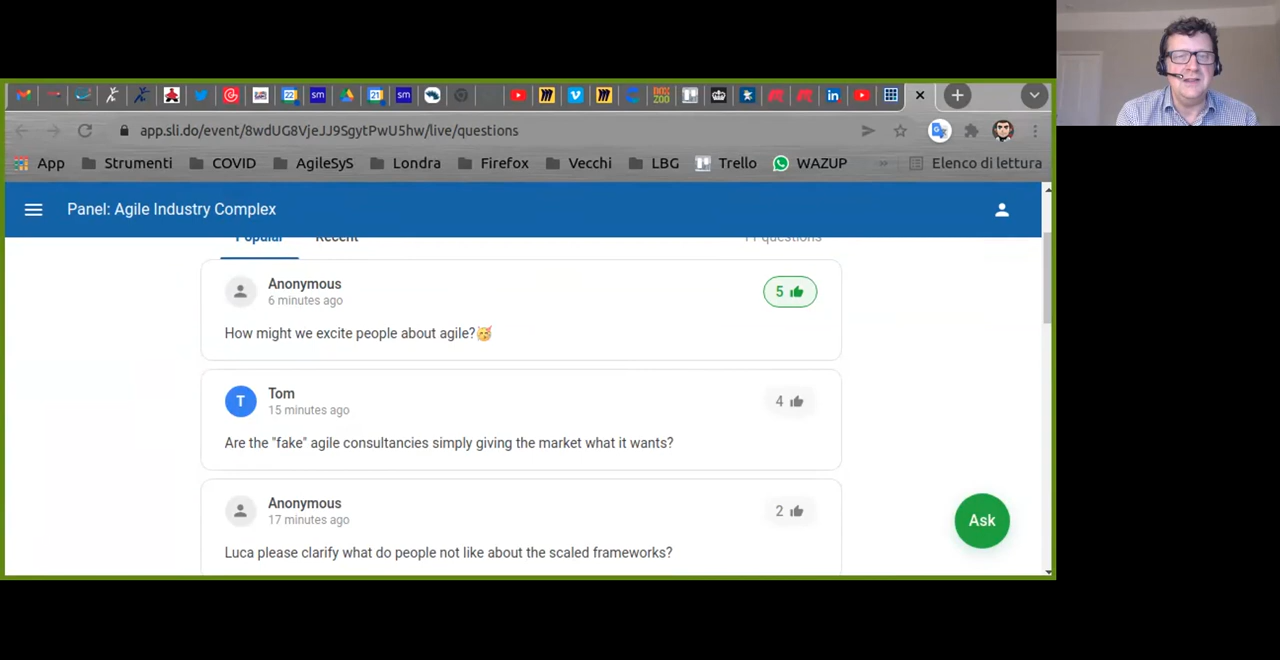 app.sli.do/event/8wdUG8VjeJJ9SgytPwU5hw/live/questions
App Strumenti COVID AgileSyS Londra Firefox Vecchi LBG Trello WAZUP » Elenco di lettura
Panel: Agile Industry Complex
Popular Recent 11 questions
Anonymous
6 minutes ago
5
How might we excite people about agile?🥳
T
Tom
15 minutes ago
4
Are the "fake" agile consultancies simply giving the market what it wants?
Anonymous
17 minutes ago
2
Luca please clarify what do people not like about the scaled frameworks?
Ask